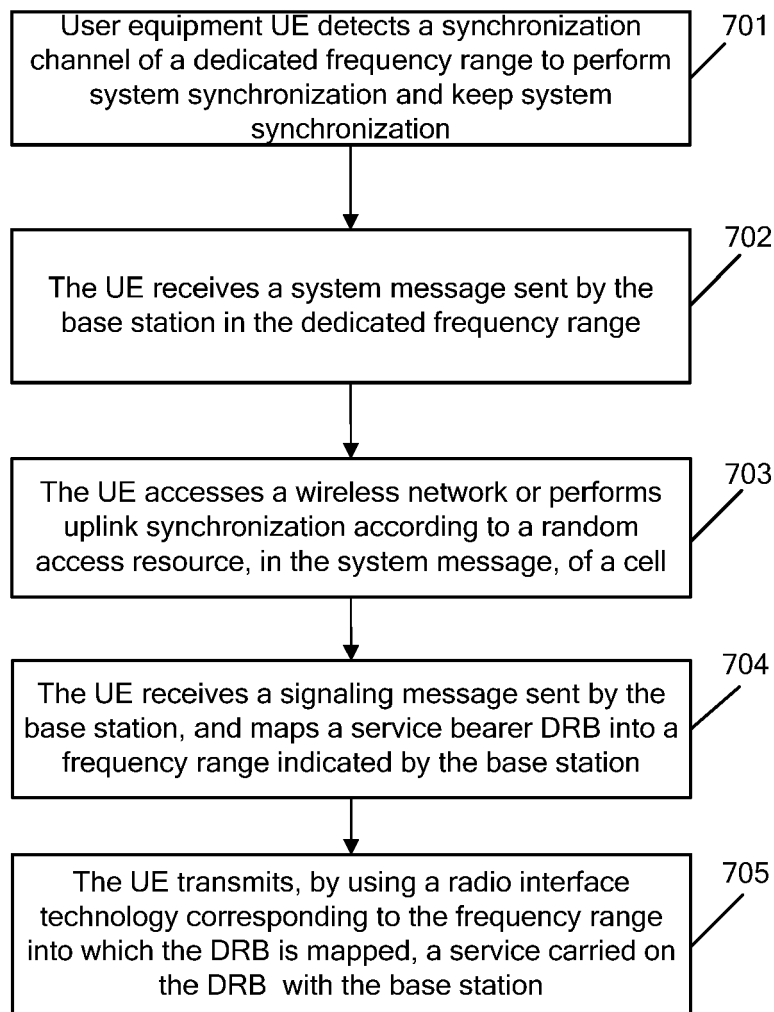 User equipment UE detects a synchronization
channel of a dedicated frequency range to perform
system synchronization and keep system
synchronization
701
The UE receives a system message sent by the
base station in the dedicated frequency range
702
The UE accesses a wireless network or performs
uplink synchronization according to a random
access resource, in the system message, of a cell
703
The UE receives a signaling message sent by the
base station, and maps a service bearer DRB into a
frequency range indicated by the base station
704
The UE transmits, by using a radio interface
technology corresponding to the frequency range
into which the DRB is mapped, a service carried on
the DRB with the base station
705